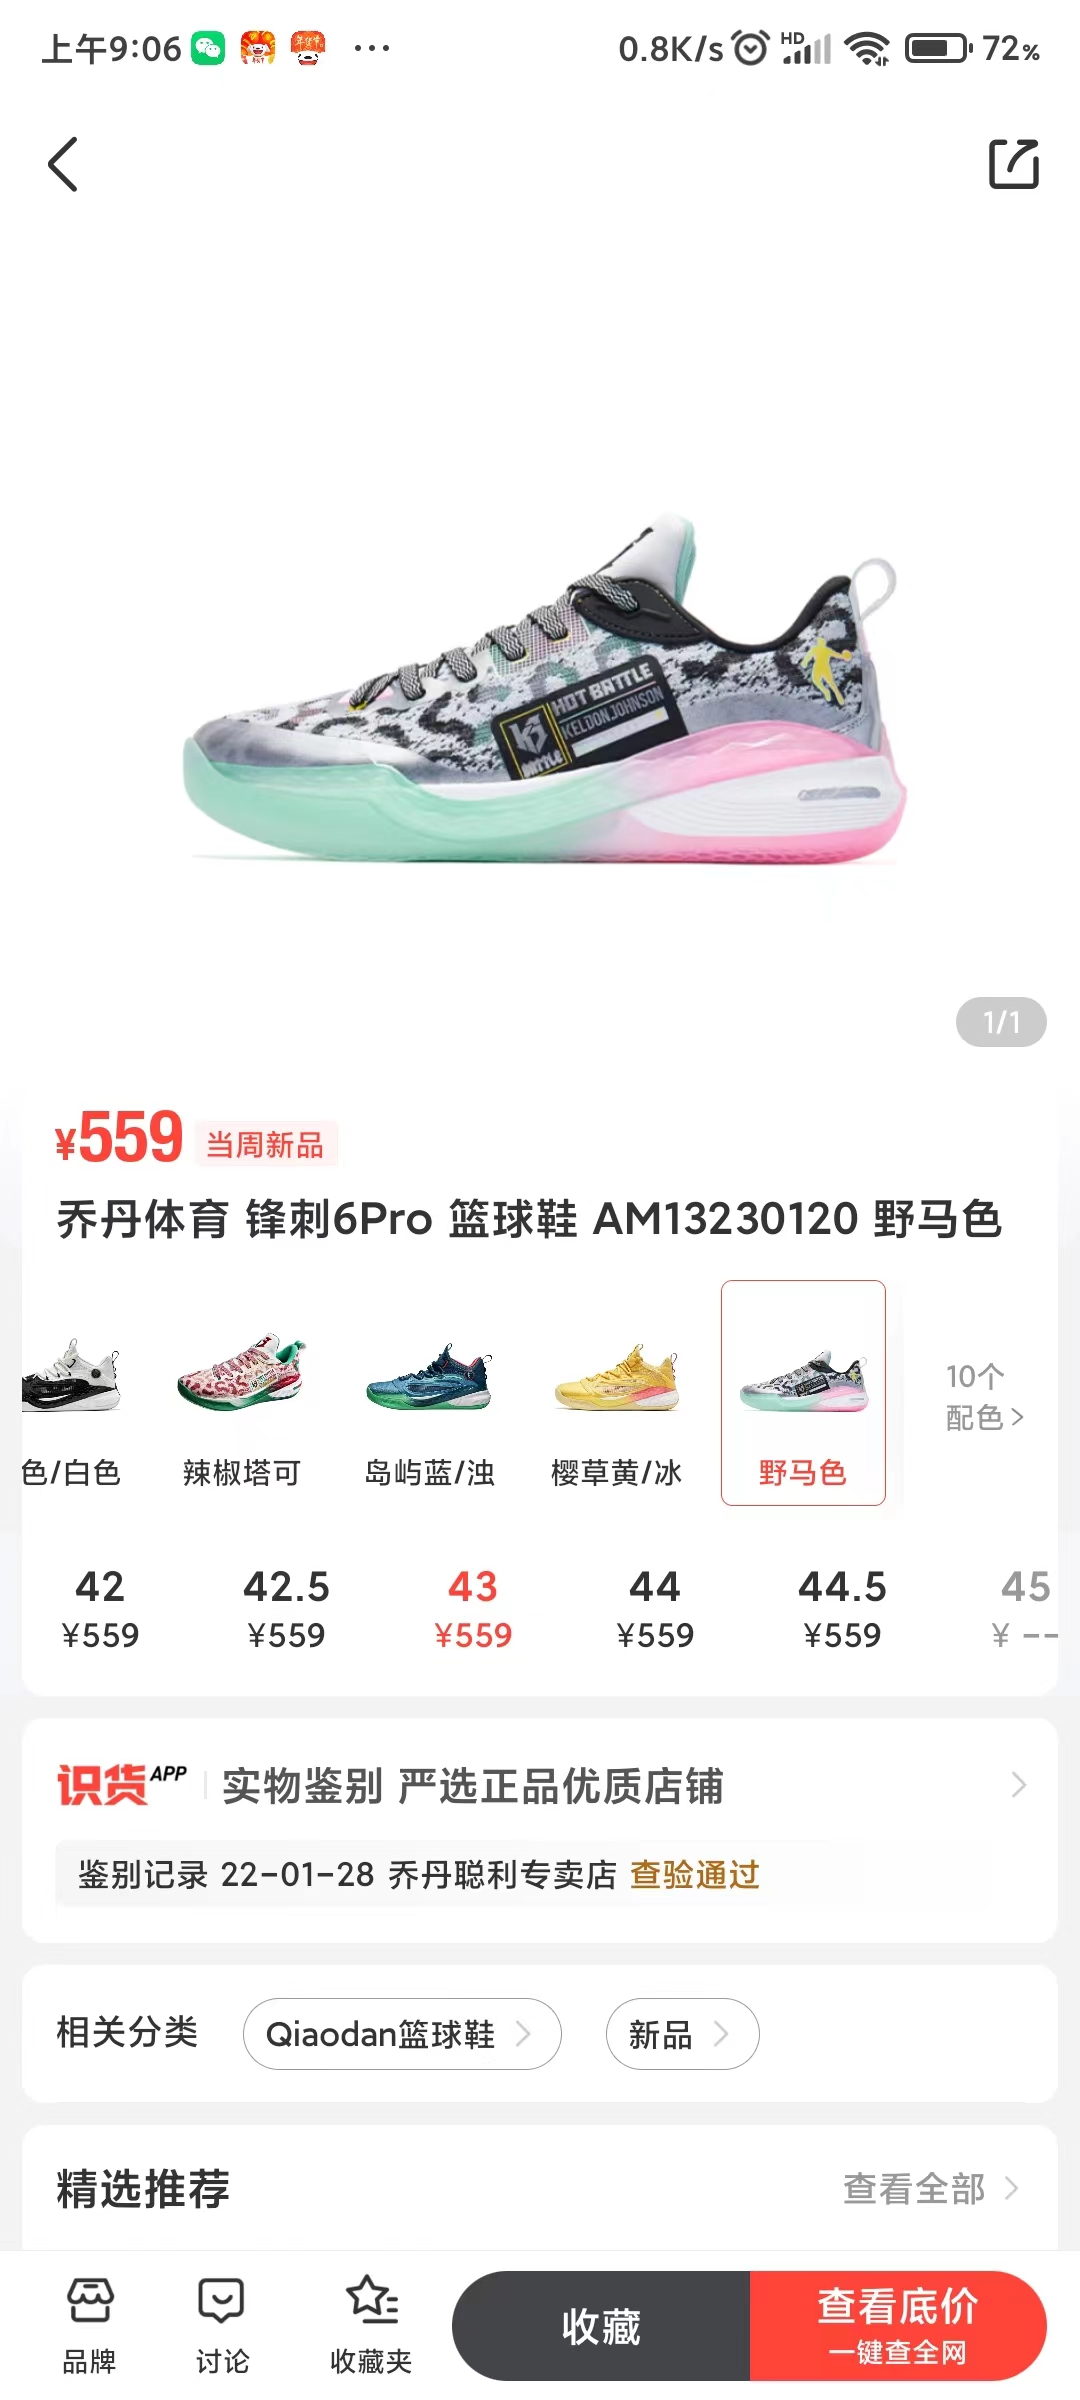 上午9:06
0.8K/s HD 72%
HOT BATTLE
KELDON JOHNSON
BATTLE
1/1
¥559 当周新品
乔丹体育 锋刺6Pro 篮球鞋 AM13230120 野马色
色/白色 辣椒塔可 岛屿蓝/浊 樱草黄/冰 野马色
10个
配色
42 42.5 43 44 44.5 45
¥559 ¥559 ¥559 ¥559 ¥559 ¥ --
识货APP 实物鉴别 严选正品优质店铺
鉴别记录 22-01-28 乔丹聪利专卖店 查验通过
相关分类 Qiaodan篮球鞋 新品
精选推荐 查看全部
品牌 讨论 收藏夹 收藏 查看底价
一键查全网